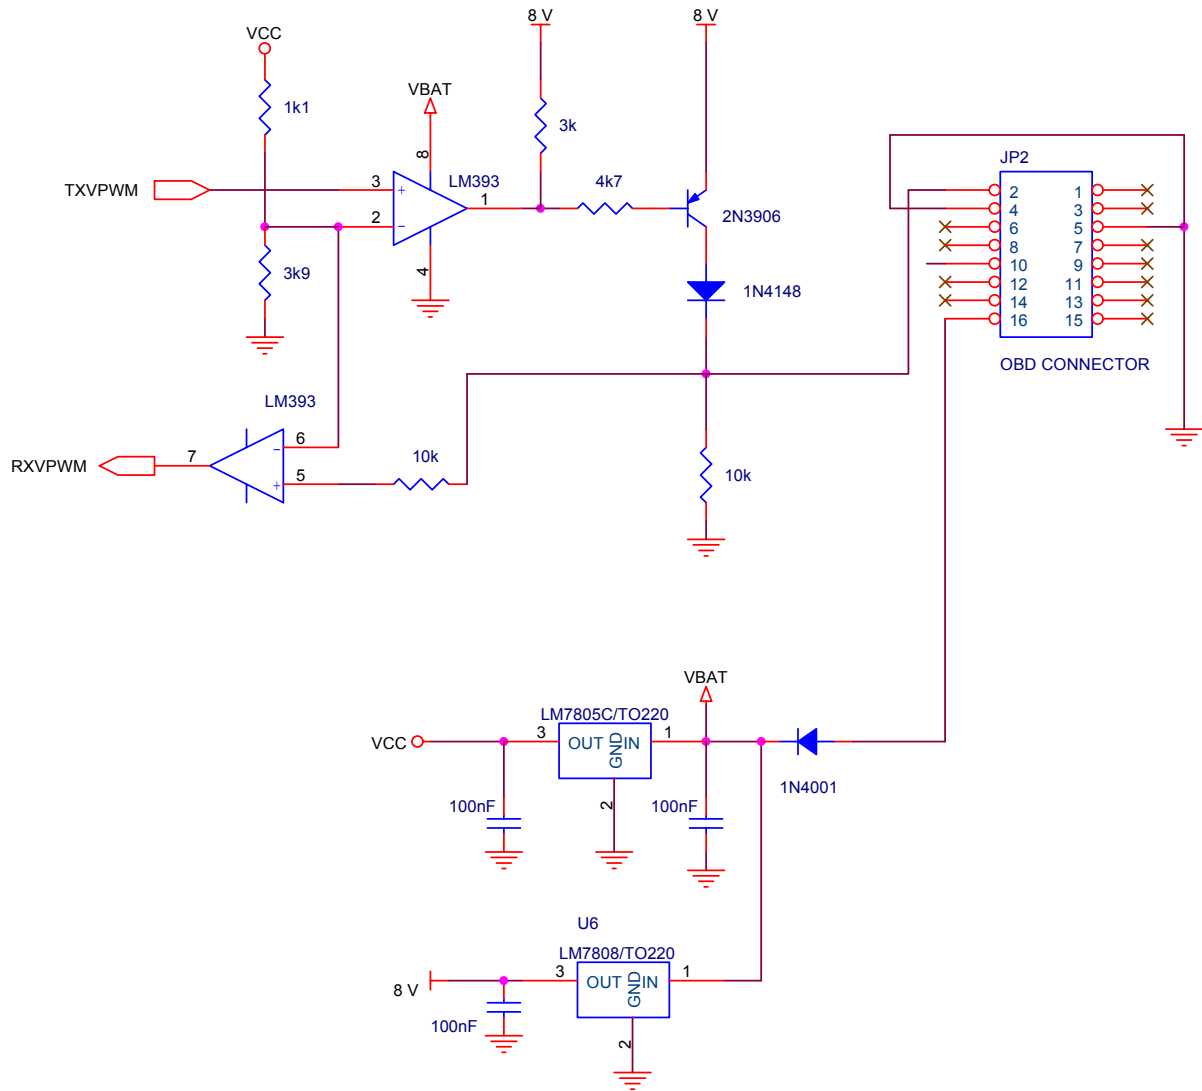 8 V
8 V
VCC
VBAT
1k1
3k
8
JP2
TXVPWM
3
+
LM393
1
4k7
2
1
2
−
2N3906
4
3
6
5
8
7
3k9
4
10
9
1N4148
12
11
14
13
16
15
OBD CONNECTOR
LM393
6
−
RXVPWM
7
10k
5
+
10k
VBAT
LM7805C/TO220
VCC
3
OUT
GND
IN
1
1N4001
100nF
2
100nF
U6
LM7808/TO220
3
OUT
GND
IN
1
8 V
100nF
2